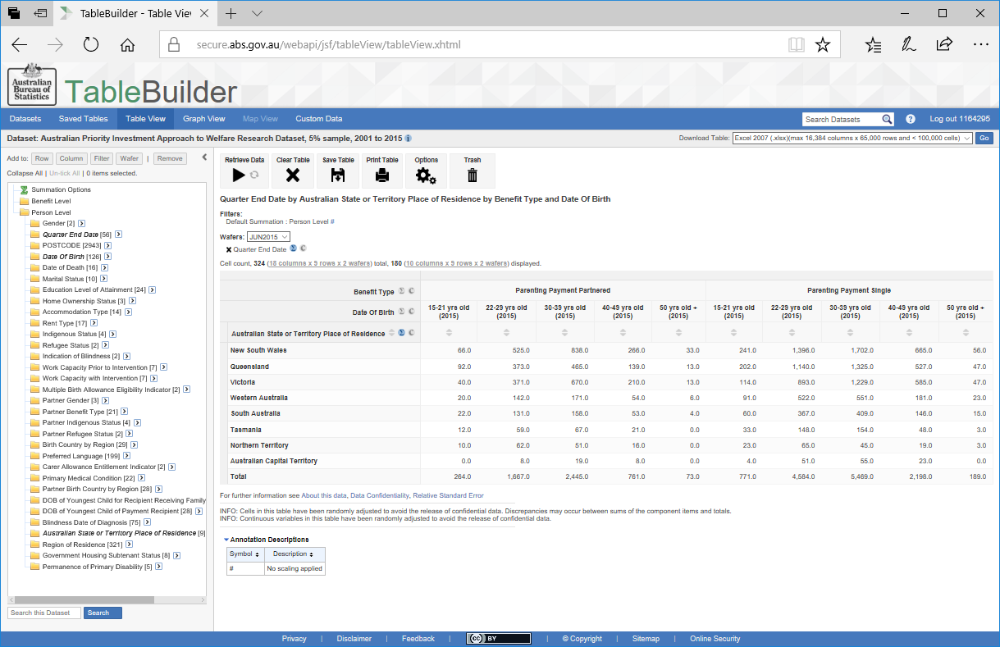 TableBuilder - Table Viev
secure.abs.gov.au/webapi/jsf/tableView/tableView.xhtml
Australian
Bureau of
Statistics
TableBuilder
Datasets Saved Tables Table View Graph View Map View Custom Data Search Datasets ? Log out 1164295
Dataset: Australian Priority Investment Approach to Welfare Research Dataset, 5% sample, 2001 to 2015 i Download Table: Excel 2007 (.xlsx)(max 16,384 columns x 65,000 rows and < 100,000 cells) Go
Add to: Row Column Filter Wafer | Remove
Collapse All | Un-tick All | 0 items selected.
Summation Options
Benefit Level
Person Level
Gender [2]
Quarter End Date [56]
POSTCODE [2943]
Date Of Birth [126]
Date of Death [16]
Marital Status [10]
Education Level of Attainment [24]
Home Ownership Status [3]
Accommodation Type [14]
Rent Type [17]
Indigenous Status [4]
Refugee Status [2]
Indication of Blindness [2]
Work Capacity Prior to Intervention [7]
Work Capacity with Intervention [7]
Multiple Birth Allowance Eligibility Indicator [2]
Partner Gender [3]
Partner Benefit Type [21]
Partner Indigenous Status [4]
Partner Refugee Status [2]
Birth Country by Region [29]
Preferred Language [199]
Carer Allowance Entitlement Indicator [2]
Primary Medical Condition [22]
Partner Birth Country by Region [28]
DOB of Youngest Child for Recipient Receiving Family
DOB of Youngest Child of Payment Recipient [28]
Blindness Date of Diagnosis [75]
Australian State or Territory Place of Residence [9]
Region of Residence [321]
Government Housing Subtenant Status [8]
Permanence of Primary Disability [5]
Search this Dataset Search
Retrieve Data Clear Table Save Table Print Table Options Trash
Quarter End Date by Australian State or Territory Place of Residence by Benefit Type and Date Of Birth
Filters:
Default Summation : Person Level #
Wafers: JUN2015
Quarter End Date Σ C
Cell count, 324 (18 columns x 9 rows x 2 wafers) total, 180 (10 columns x 9 rows x 2 wafers) displayed.
Benefit Type Σ C Parenting Payment Partnered Parenting Payment Single
Date Of Birth Σ C 15-21 yrs old (2015) 22-29 yrs old (2015) 30-39 yrs old (2015) 40-49 yrs old (2015) 50 yrs old + (2015) 15-21 yrs old (2015) 22-29 yrs old (2015) 30-39 yrs old (2015) 40-49 yrs old (2015) 50 yrs old + (2015)
Australian State or Territory Place of Residence Σ C
New South Wales 66.0 525.0 838.0 266.0 33.0 241.0 1,396.0 1,702.0 665.0 56.0
Queensland 92.0 373.0 465.0 139.0 13.0 202.0 1,140.0 1,325.0 527.0 47.0
Victoria 40.0 371.0 670.0 210.0 13.0 114.0 893.0 1,229.0 585.0 47.0
Western Australia 20.0 142.0 171.0 54.0 6.0 91.0 522.0 551.0 181.0 23.0
South Australia 22.0 131.0 158.0 53.0 4.0 60.0 367.0 409.0 146.0 15.0
Tasmania 12.0 59.0 67.0 21.0 0.0 33.0 148.0 154.0 48.0 3.0
Northern Territory 10.0 62.0 51.0 16.0 0.0 23.0 65.0 45.0 19.0 3.0
Australian Capital Territory 0.0 8.0 19.0 8.0 0.0 4.0 51.0 55.0 23.0 0.0
Total 264.0 1,667.0 2,445.0 761.0 73.0 771.0 4,584.0 5,469.0 2,198.0 189.0
For further information see About this data, Data Confidentiality, Relative Standard Error
INFO: Cells in this table have been randomly adjusted to avoid the release of confidential data. Discrepancies may occur between sums of the component items and totals.
INFO: Continuous variables in this table have been randomly adjusted to avoid the release of confidential data.
Annotation Descriptions
Symbol Description
# No scaling applied
Privacy | Disclaimer | Feedback | cc BY | © Copyright | Sitemap | Online Security